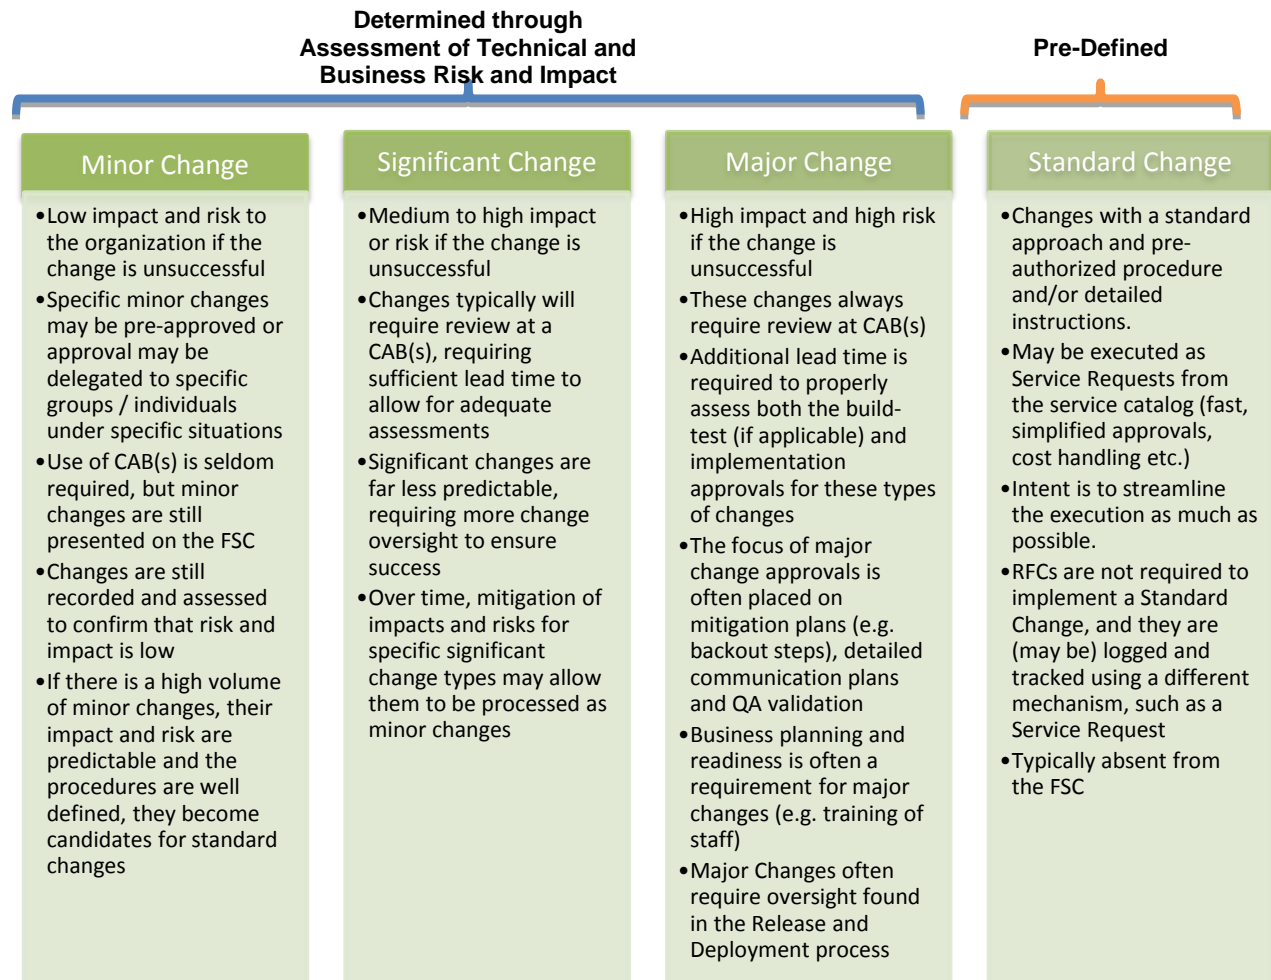 Determined through
Assessment of Technical and
Business Risk and Impact
Pre-Defined
Minor Change
•Low impact and risk to
the organization if the
change is unsuccessful
•Specific minor changes
may be pre-approved or
approval may be
delegated to specific
groups / individuals
under specific situations
•Use of CAB(s) is seldom
required, but minor
changes are still
presented on the FSC
•Changes are still
recorded and assessed
to confirm that risk and
impact is low
•If there is a high volume
of minor changes, their
impact and risk are
predictable and the
procedures are well
defined, they become
candidates for standard
changes
Significant Change
•Medium to high impact
or risk if the change is
unsuccessful
•Changes typically will
require review at a
CAB(s), requiring
sufficient lead time to
allow for adequate
assessments
•Significant changes are
far less predictable,
requiring more change
oversight to ensure
success
•Over time, mitigation of
impacts and risks for
specific significant
change types may allow
them to be processed as
minor changes
Major Change
•High impact and high risk
if the change is
unsuccessful
•These changes always
require review at CAB(s)
•Additional lead time is
required to properly
assess both the build-
test (if applicable) and
implementation
approvals for these types
of changes
•The focus of major
change approvals is
often placed on
mitigation plans (e.g.
backout steps), detailed
communication plans
and QA validation
•Business planning and
readiness is often a
requirement for major
changes (e.g. training of
staff)
•Major Changes often
require oversight found
in the Release and
Deployment process
Standard Change
•Changes with a standard
approach and pre-
authorized procedure
and/or detailed
instructions.
•May be executed as
Service Requests from
the service catalog (fast,
simplified approvals,
cost handling etc.)
•Intent is to streamline
the execution as much as
possible.
•RFCs are not required to
implement a Standard
Change, and they are
(may be) logged and
tracked using a different
mechanism, such as a
Service Request
•Typically absent from
the FSC